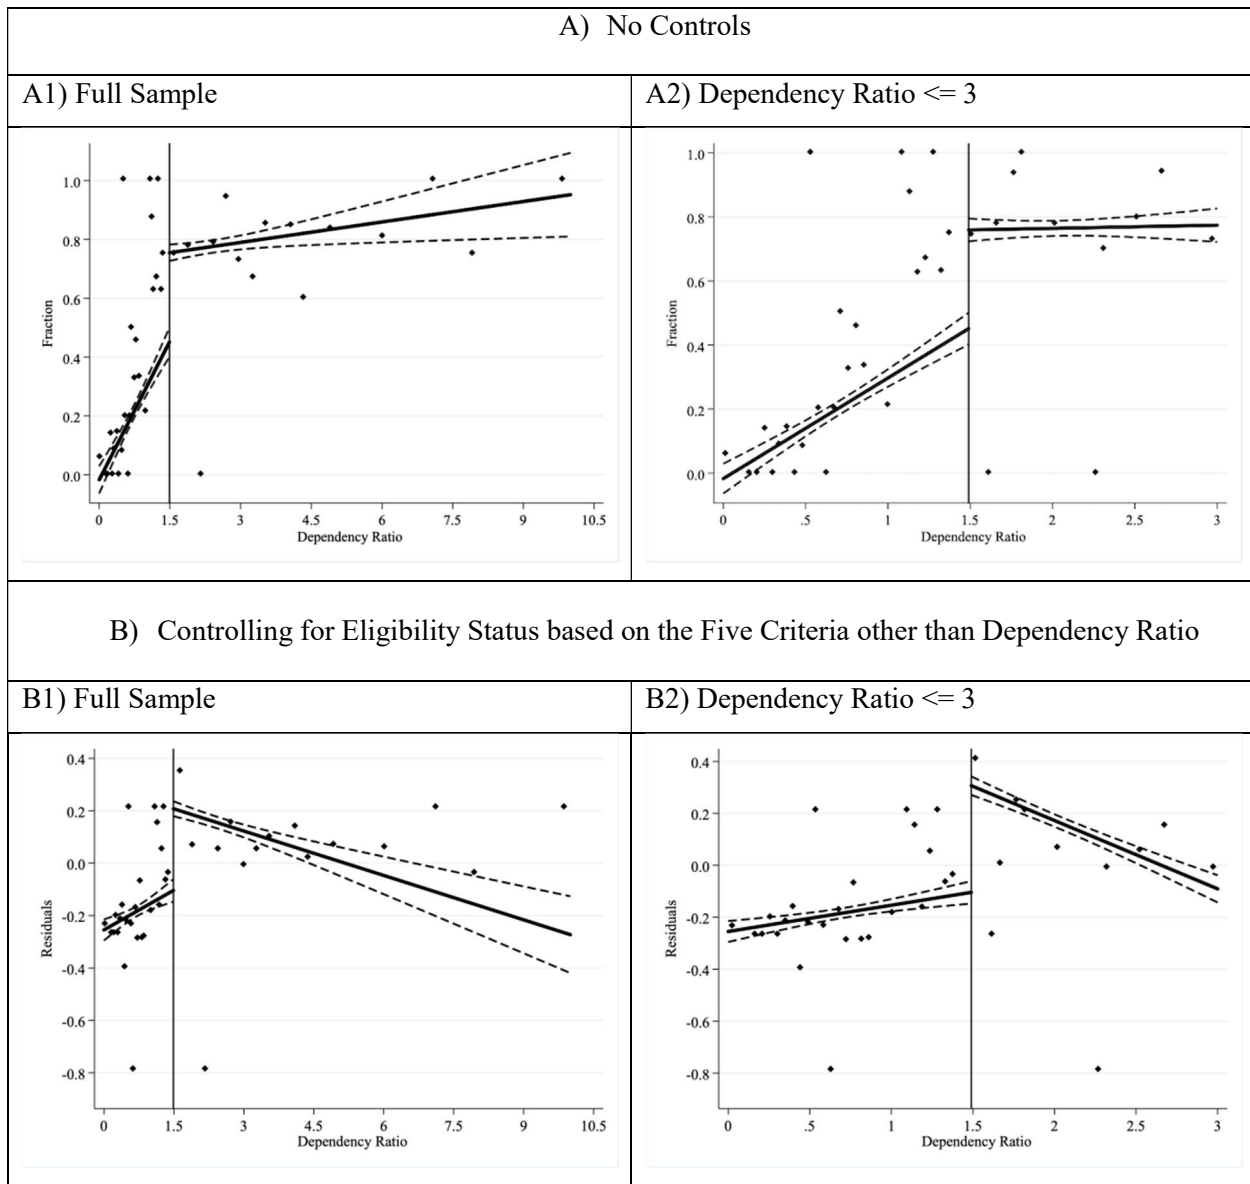 A) No Controls
A1) Full Sample
A2) Dependency Ratio <= 3
1.0
0.8
0.6
0.4
0.2
0.0
Fraction
0 1.5 3 4.5 6 7.5 9 10.5
Dependency Ratio
1.0
0.8
0.6
0.4
0.2
0.0
Fraction
0 .5 1 1.5 2 2.5 3
Dependency Ratio
B) Controlling for Eligibility Status based on the Five Criteria other than Dependency Ratio
B1) Full Sample
B2) Dependency Ratio <= 3
0.4
0.2
0.0
-0.2
-0.4
-0.6
-0.8
Residuals
0 1.5 3 4.5 6 7.5 9 10.5
Dependency Ratio
0.4
0.2
0.0
-0.2
-0.4
-0.6
-0.8
Residuals
0 .5 1 1.5 2 2.5 3
Dependency Ratio